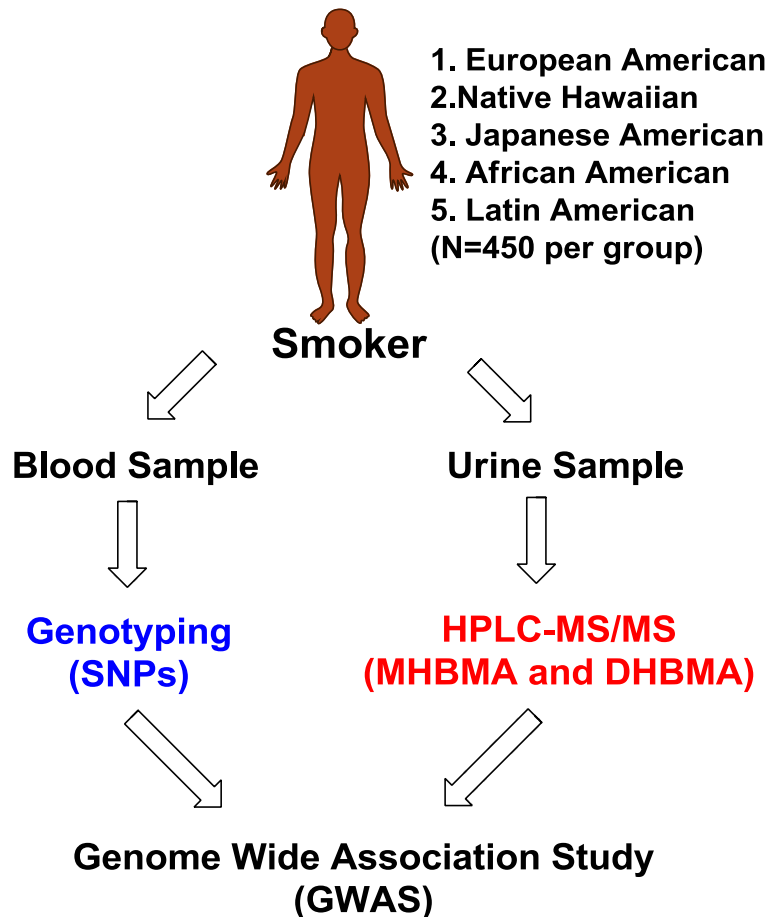 1. European American
2.Native Hawaiian
3. Japanese American
4. African American
5. Latin American
(N=450 per group)
Smoker
Blood Sample
Urine Sample
Genotyping
(SNPs)
HPLC-MS/MS
(MHBMA and DHBMA)
Genome Wide Association Study
(GWAS)